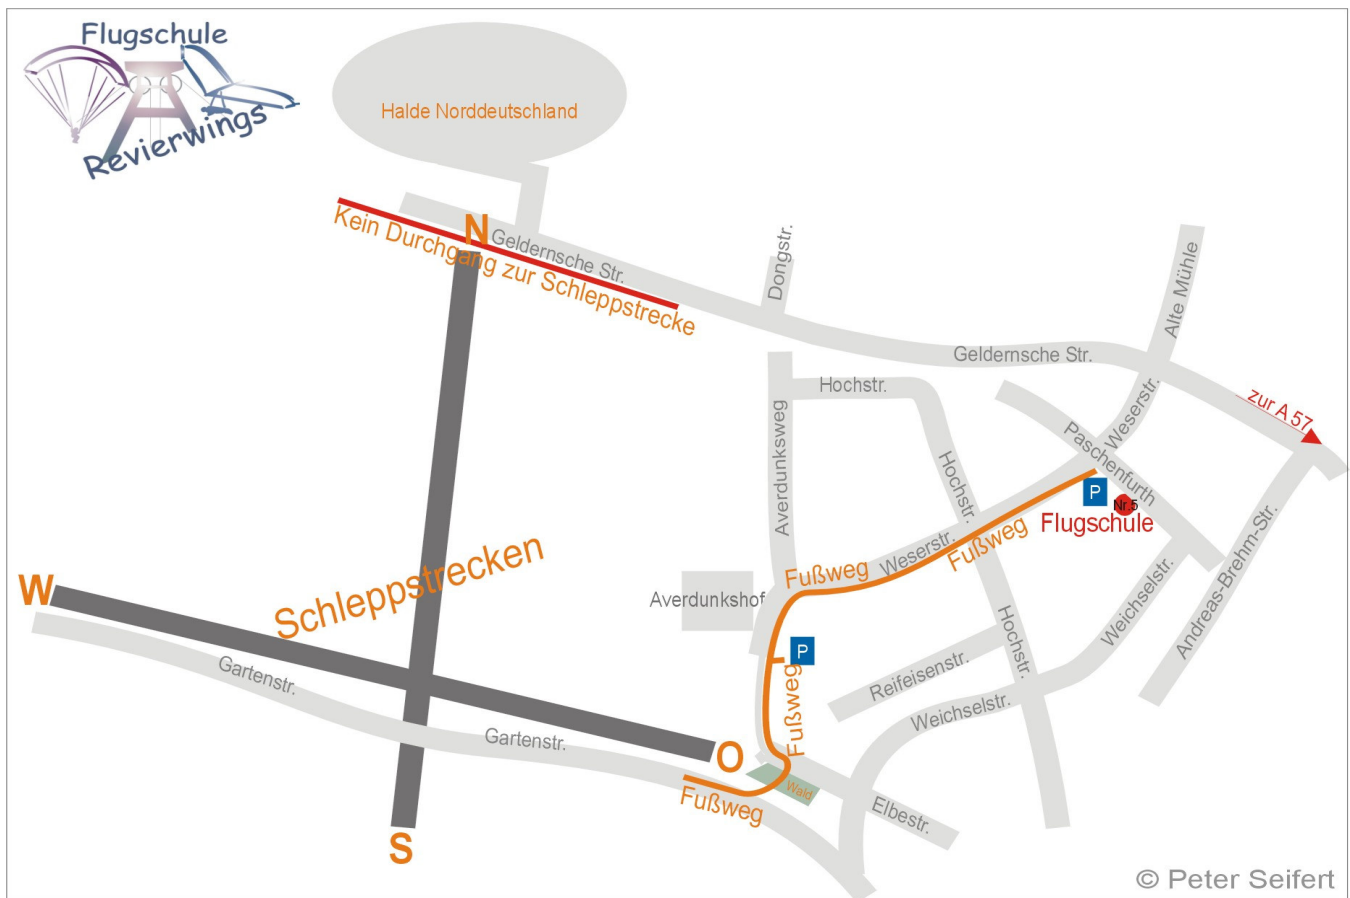 Flugschule
Revierwings
Halde Norddeutschland
N
Kein Durchgang zur Schleppstrecke
Geldernsche Str.
Dongstr.
Alte Mühle
Geldernsche Str.
Hochstr.
Weserstr.
zur A 57
Averdunksweg
Paschenfurth
Hochstr.
P
Nr.5
Flugschule
Weserstr.
Fußweg
Fußweg
Schleppstrecken
W
Averdunkshof
Weichselstr.
Andreas-Brehm-Str.
Hochstr.
P
Gartenstr.
Reifeisenstr.
Fußweg
Weichselstr.
Gartenstr.
O
Wald
Fußweg
Elbestr.
S
© Peter Seifert